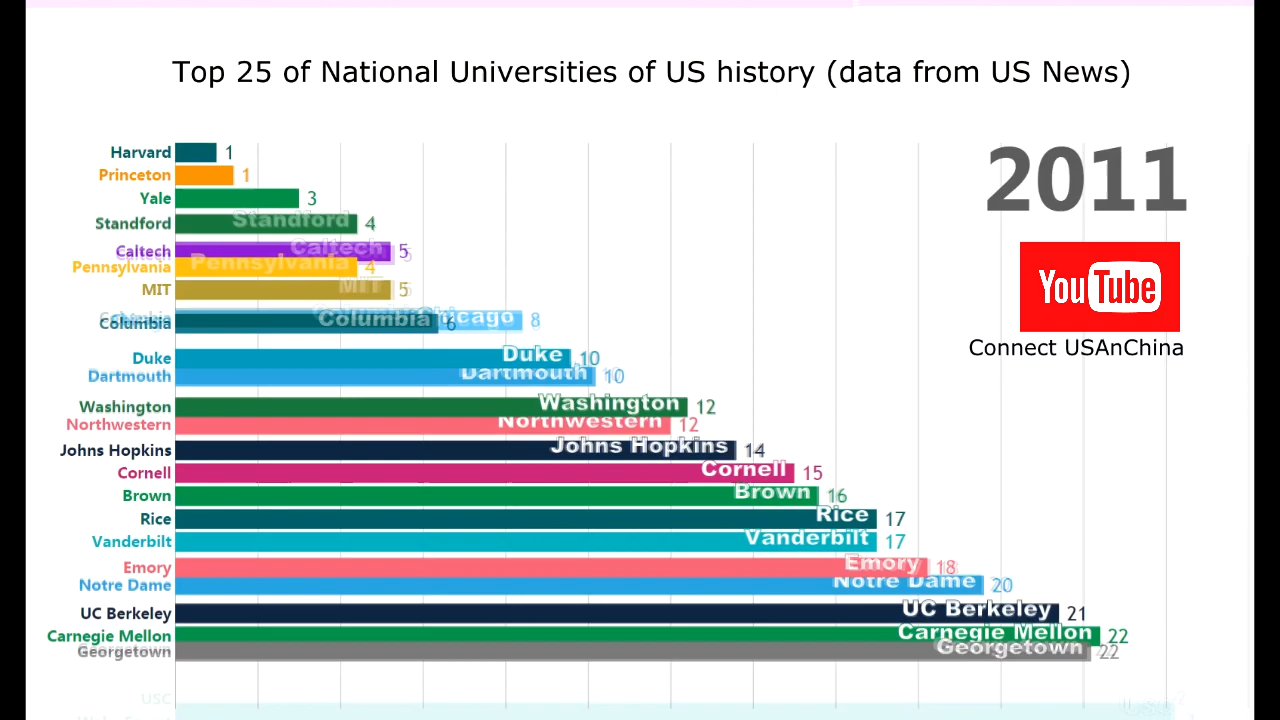 Top 25 of National Universities of US history (data from US News)
2011
YouTube
Connect USAnChina
Harvard 1
Princeton 1
Yale 3
Standford Standford 4
Caltech Caltech 5
Pennsylvania Pennsylvania 4
MIT MIT 5
8
Columbia Columbia 6
Duke Duke 10
Dartmouth Dartmouth 10
Washington Washington 12
Northwestern Northwestern 12
Johns Hopkins Johns Hopkins 14
Cornell Cornell 15
Brown Brown 16
Rice Rice 17
Vanderbilt Vanderbilt 17
Emory Emory 18
Notre Dame Notre Dame 20
UC Berkeley UC Berkeley 21
Carnegie Mellon Carnegie Mellon 22
Georgetown Georgetown 22
USC